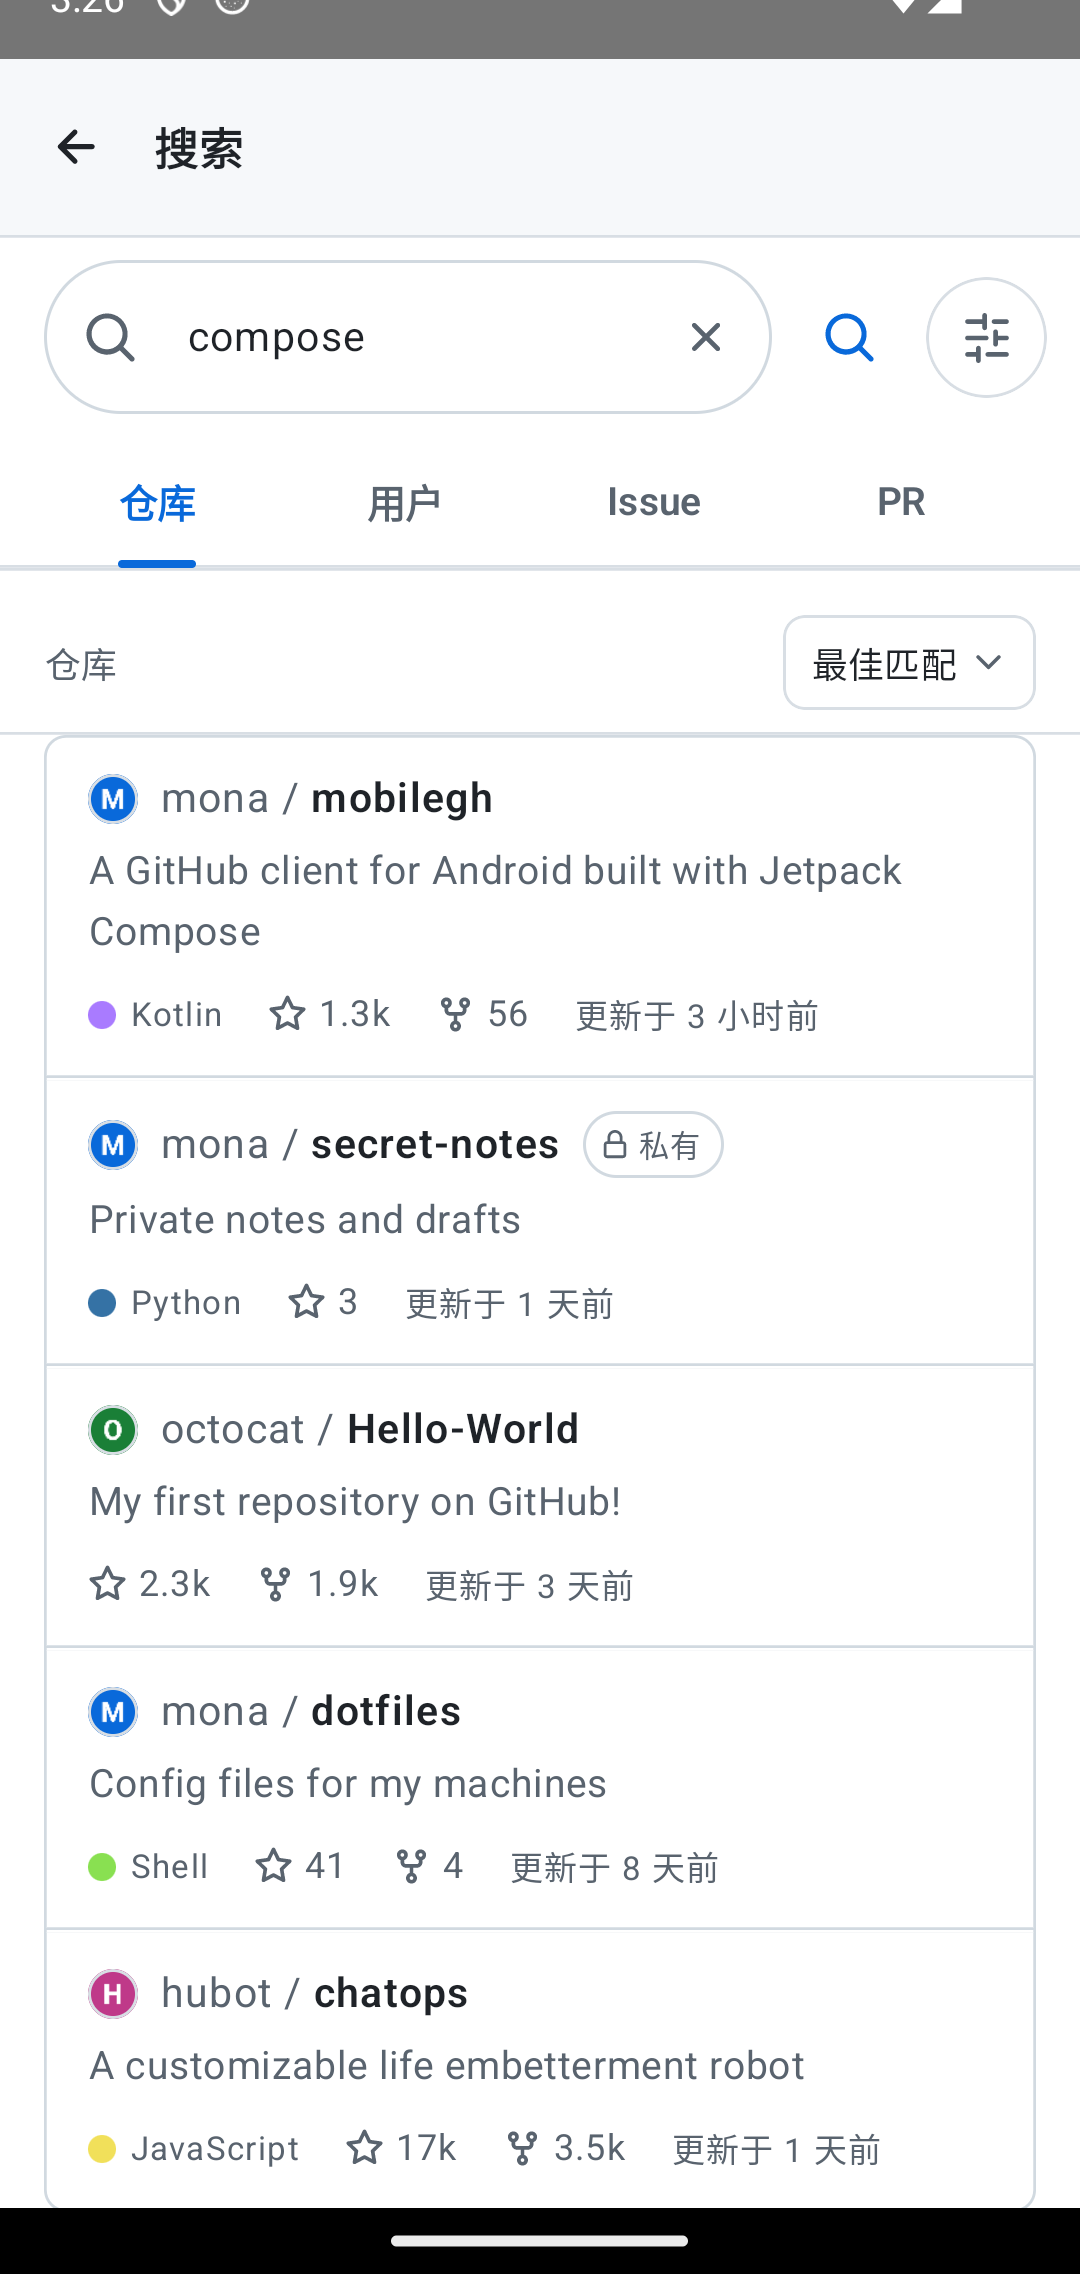 3:26
搜索
compose
仓库 用户 Issue PR
仓库 最佳匹配
M mona / mobilegh
A GitHub client for Android built with Jetpack
Compose
Kotlin 1.3k 56 更新于 3 小时前
M mona / secret-notes 私有
Private notes and drafts
Python 3 更新于 1 天前
O octocat / Hello-World
My first repository on GitHub!
2.3k 1.9k 更新于 3 天前
M mona / dotfiles
Config files for my machines
Shell 41 4 更新于 8 天前
H hubot / chatops
A customizable life embetterment robot
JavaScript 17k 3.5k 更新于 1 天前